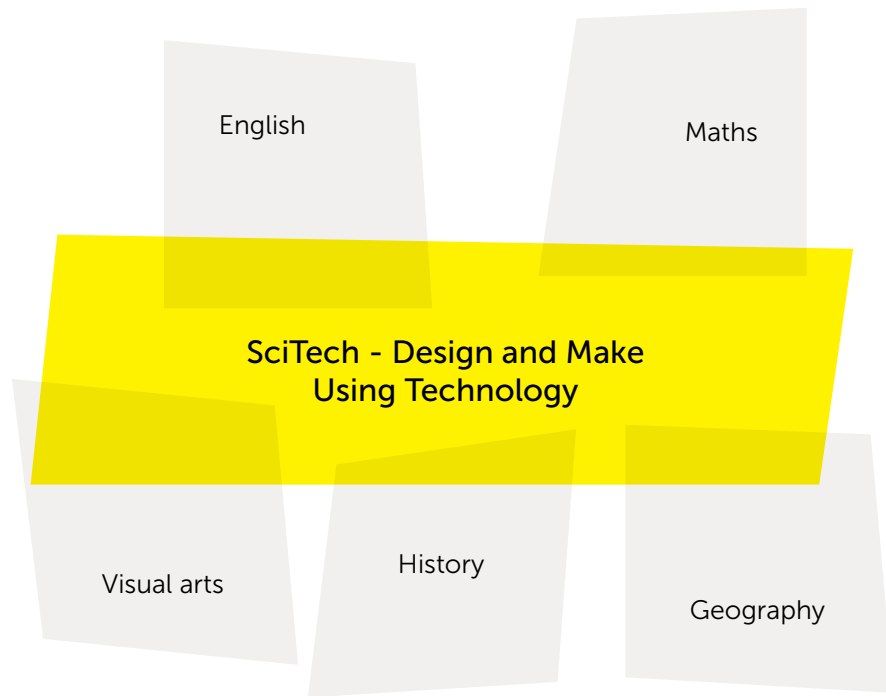 English
Maths
SciTech - Design and Make
Using Technology
Visual arts
History
Geography